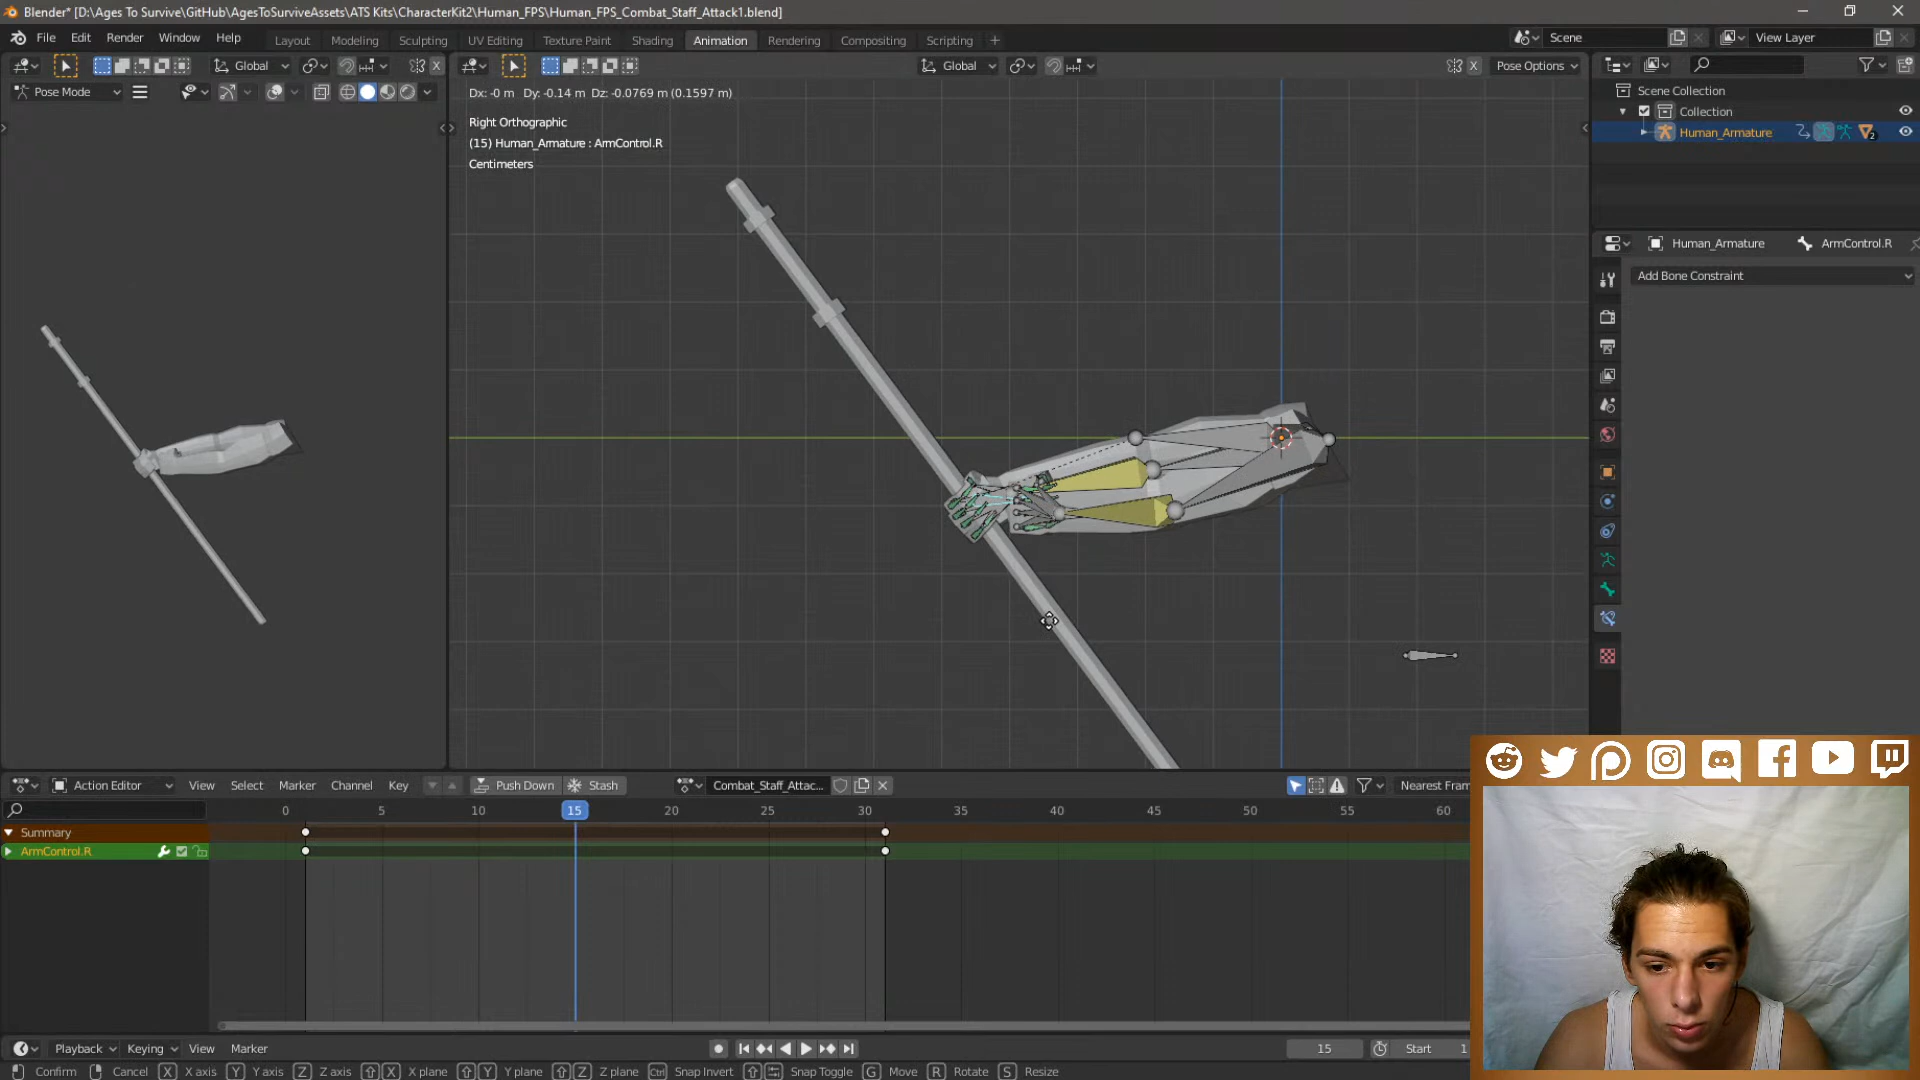 Blender* [D:\Ages To Survive\GitHub\AgesToSurviveAssets\ATS Kits\CharacterKit2\Human_FPS\Human_FPS_Combat_Staff_Attack1.blend]
File Edit Render Window Help Layout Modeling Sculpting UV Editing Texture Paint Shading Animation Rendering Compositing Scripting + Scene View Layer
Global Global Pose Options
Pose Mode
Dx: -0 m Dy: -0.14 m Dz: -0.0769 m (0.1597 m)
Right Orthographic
(15) Human_Armature : ArmControl.R
Centimeters
Scene Collection
Collection
Human_Armature
2
Human_Armature ArmControl.R
Add Bone Constraint
Action Editor View Select Marker Channel Key Push Down Stash Combat_Staff_Attac... Nearest Fram
0 5 10 15 20 25 30 35 40 45 50 55 60
Summary
ArmControl.R
Playback Keying View Marker 15 Start 1
Confirm Cancel X X axis Y Y axis Z Z axis X X plane Y Y plane Z Z plane Ctrl Snap Invert Snap Toggle G Move R Rotate S Resize